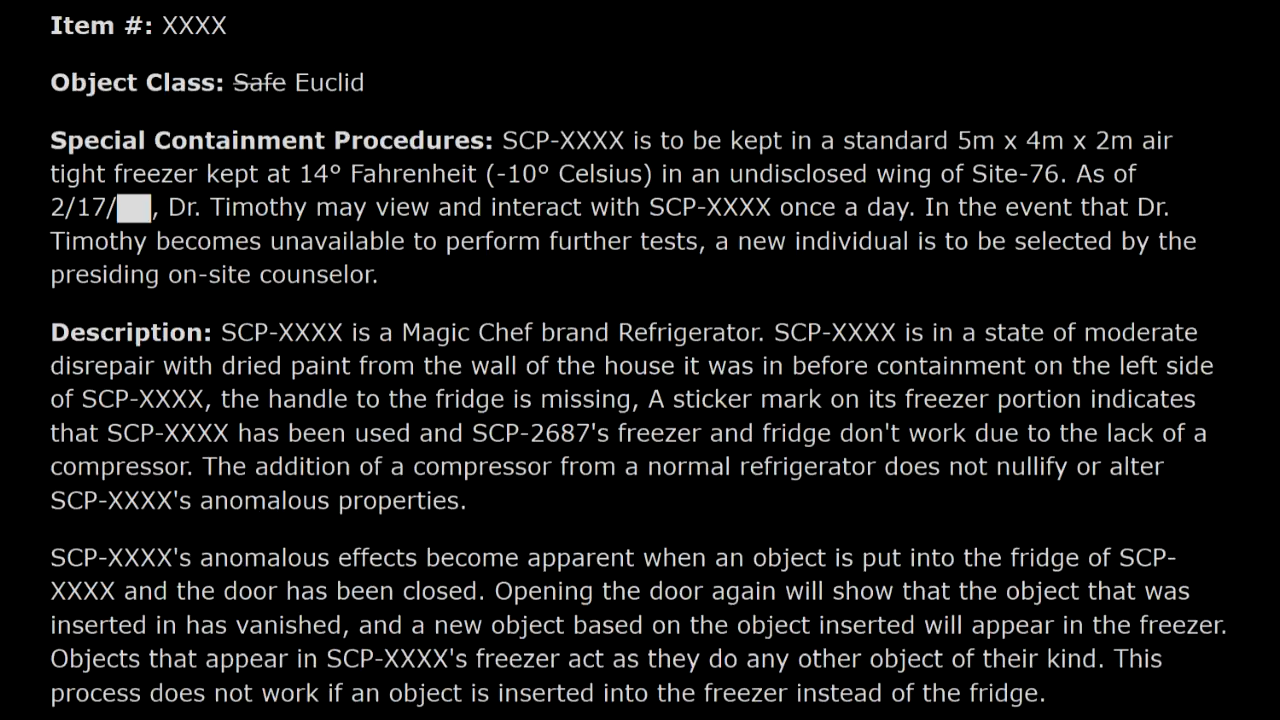 Item #: XXXX
Object Class: Safe Euclid
Special Containment Procedures: SCP-XXXX is to be kept in a standard 5m x 4m x 2m air
tight freezer kept at 14° Fahrenheit (-10° Celsius) in an undisclosed wing of Site-76. As of
2/17/██, Dr. Timothy may view and interact with SCP-XXXX once a day. In the event that Dr.
Timothy becomes unavailable to perform further tests, a new individual is to be selected by the
presiding on-site counselor.
Description: SCP-XXXX is a Magic Chef brand Refrigerator. SCP-XXXX is in a state of moderate
disrepair with dried paint from the wall of the house it was in before containment on the left side
of SCP-XXXX, the handle to the fridge is missing, A sticker mark on its freezer portion indicates
that SCP-XXXX has been used and SCP-2687's freezer and fridge don't work due to the lack of a
compressor. The addition of a compressor from a normal refrigerator does not nullify or alter
SCP-XXXX's anomalous properties.
SCP-XXXX's anomalous effects become apparent when an object is put into the fridge of SCP-
XXXX and the door has been closed. Opening the door again will show that the object that was
inserted in has vanished, and a new object based on the object inserted will appear in the freezer.
Objects that appear in SCP-XXXX's freezer act as they do any other object of their kind. This
process does not work if an object is inserted into the freezer instead of the fridge.